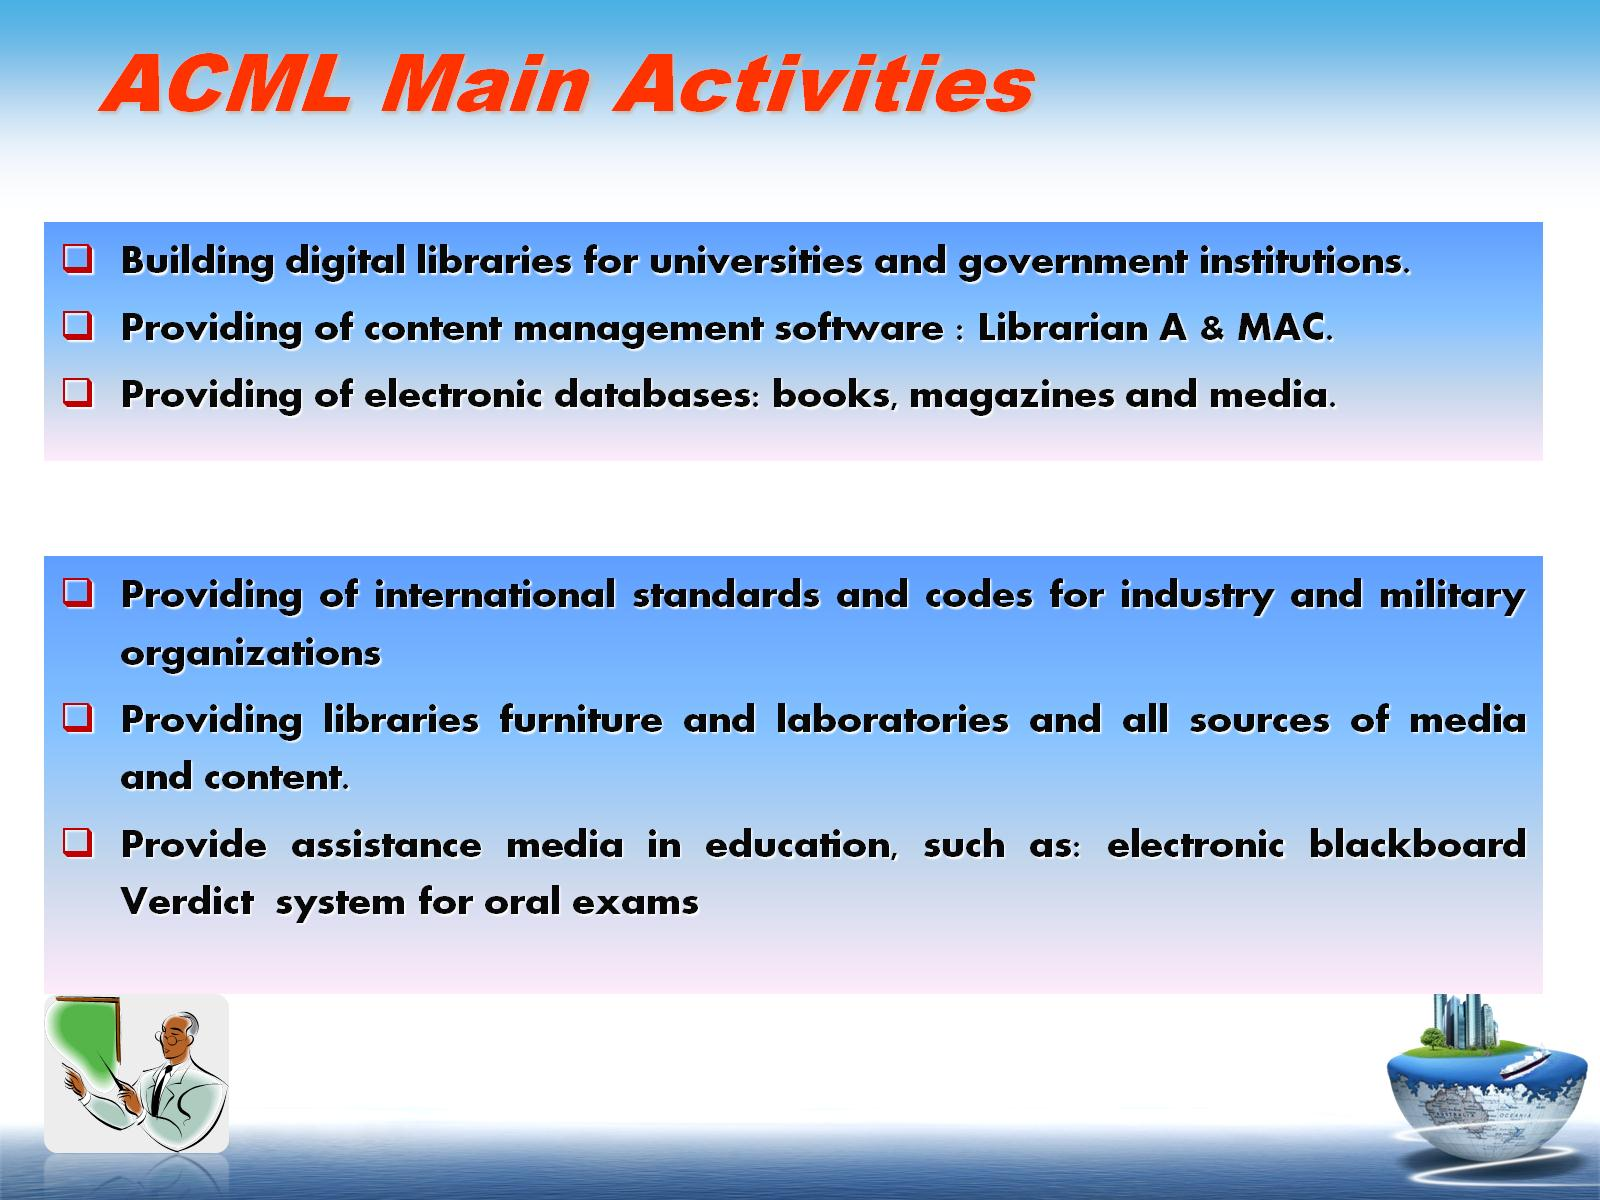 ACML Main Activities
Building digital libraries for universities and government institutions.
Providing of content management software : Librarian A & MAC.
Providing of electronic databases: books, magazines and media.
Providing of international standards and codes for industry and military
organizations
Providing libraries furniture and laboratories and all sources of media
and content.
Provide assistance media in education, such as: electronic blackboard
Verdict system for oral exams
AUSTRALIA
OCEANIA